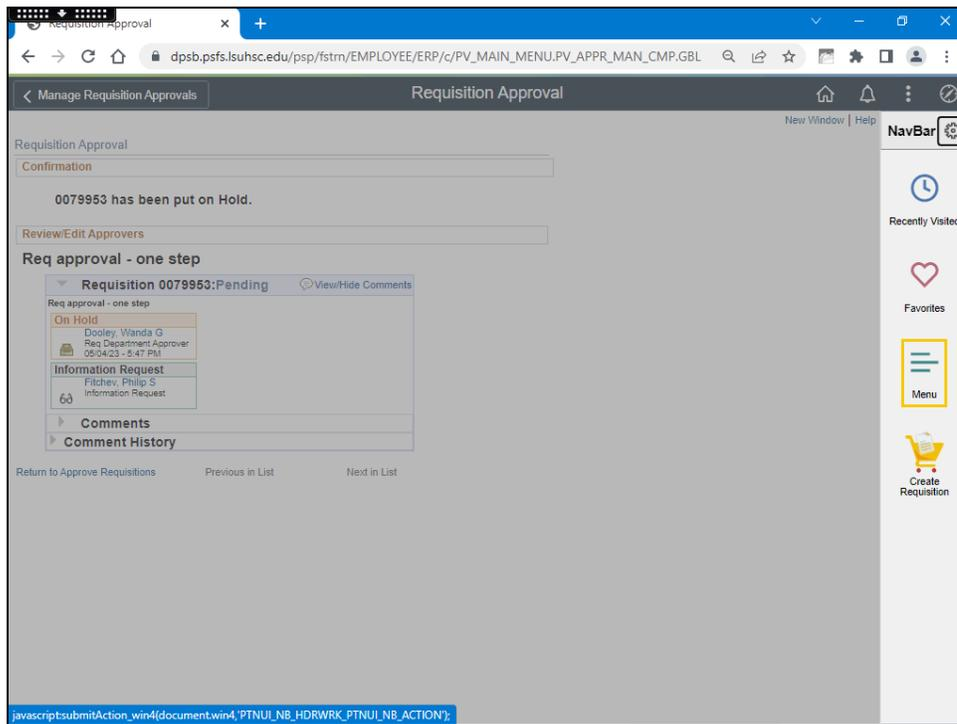 Requisition Approval
dpsb.psfs.lsuhsc.edu/psp/fstrn/EMPLOYEE/ERP/c/PV_MAIN_MENU.PV_APPR_MAN_CMP.GBL
Manage Requisition Approvals
Requisition Approval
New Window | Help
NavBar
Requisition Approval
Confirmation
0079953 has been put on Hold.
Review/Edit Approvers
Req approval - one step
Requisition 0079953:Pending
View/Hide Comments
Req approval - one step
On Hold
Dooley, Wanda G
Req Department Approver
05/04/23 - 5:47 PM
Information Request
Fitchev, Philip S
Information Request
Comments
Comment History
Return to Approve Requisitions
Previous in List
Next in List
Recently Visited
Favorites
Menu
Create
Requisition
javascript:submitAction_win4(document.win4,'PTNUI_NB_HDRWRK_PTNUI_NB_ACTION');